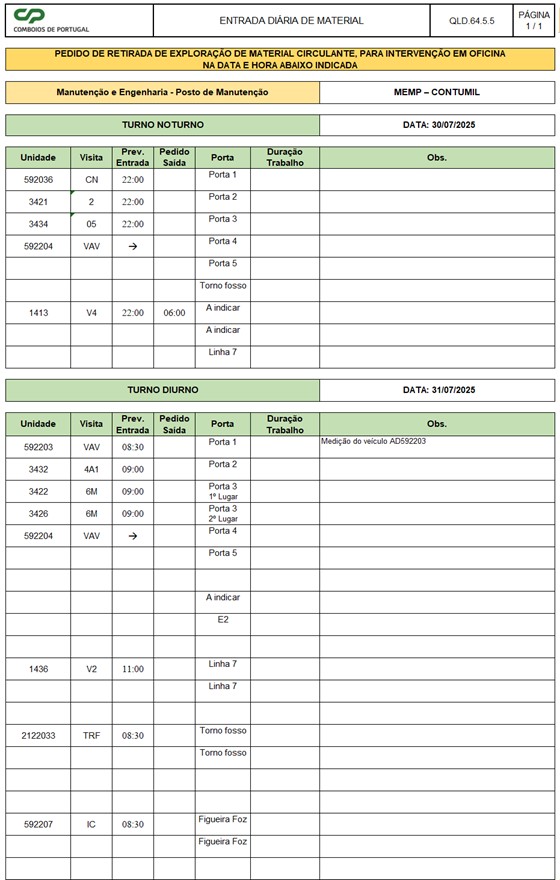 CP
COMBOIOS DE PORTUGAL
ENTRADA DIÁRIA DE MATERIAL
QLD.64.5.5
PÁGINA
1 / 1
PEDIDO DE RETIRADA DE EXPLORAÇÃO DE MATERIAL CIRCULANTE, PARA INTERVENÇÃO EM OFICINA
NA DATA E HORA ABAIXO INDICADA
Manutenção e Engenharia - Posto de Manutenção MEMP – CONTUMIL
TURNO NOTURNO DATA: 30/07/2025
Unidade Visita Prev. Entrada Pedido Saída Porta Duração Trabalho Obs.
592036 CN 22:00 Porta 1
3421 2 22:00 Porta 2
3434 05 22:00 Porta 3
592204 VAV → Porta 4
Porta 5
Torno fosso
1413 V4 22:00 06:00 A indicar
A indicar
Linha 7
TURNO DIURNO DATA: 31/07/2025
Unidade Visita Prev. Entrada Pedido Saída Porta Duração Trabalho Obs.
592203 VAV 08:30 Porta 1 Medição do veículo AD592203
3432 4A1 09:00 Porta 2
3422 6M 09:00 Porta 3
1º Lugar
3426 6M 09:00 Porta 3
2º Lugar
592204 VAV → Porta 4
Porta 5
A indicar
E2
1436 V2 11:00 Linha 7
Linha 7
2122033 TRF 08:30 Torno fosso
Torno fosso
592207 IC 08:30 Figueira Foz
Figueira Foz